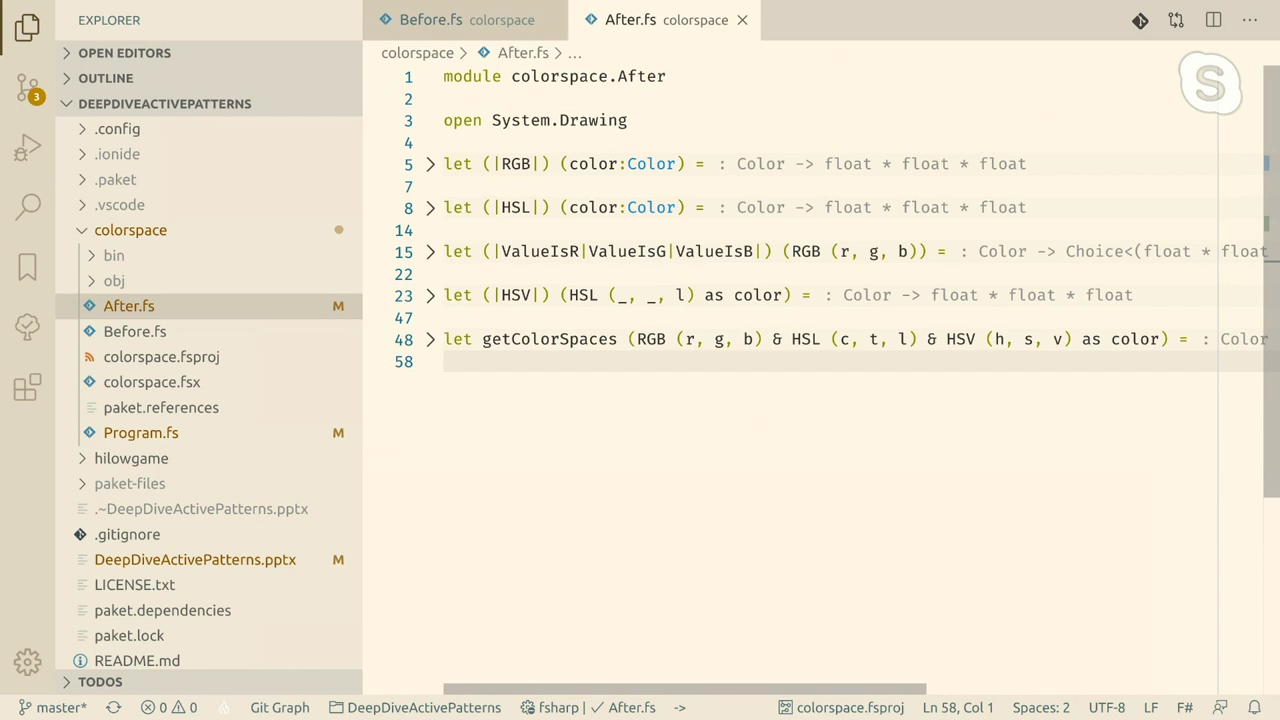 EXPLORER
OPEN EDITORS
OUTLINE
DEEPDIVEACTIVEPATTERNS
.config
.ionide
.paket
.vscode
colorspace
bin
obj
After.fs M
Before.fs
colorspace.fsproj
colorspace.fsx
paket.references
Program.fs M
hilowgame
paket-files
.~DeepDiveActivePatterns.pptx
.gitignore
DeepDiveActivePatterns.pptx M
LICENSE.txt
paket.dependencies
paket.lock
README.md
TODOS
3
Before.fs colorspace
After.fs colorspace
colorspace > After.fs > ...
1 module colorspace.After
2
3 open System.Drawing
4
5 let (|RGB|) (color:Color) = : Color -> float * float * float
7
8 let (|HSL|) (color:Color) = : Color -> float * float * float
14
15 let (|ValueIsR|ValueIsG|ValueIsB|) (RGB (r, g, b)) = : Color -> Choice<(float * float
22
23 let (|HSV|) (HSL (_, _, l) as color) = : Color -> float * float * float
47
48 let getColorSpaces (RGB (r, g, b) & HSL (c, t, l) & HSV (h, s, v) as color) = : Color
58
S
master* 0 0 Git Graph DeepDiveActivePatterns fsharp | ✓ After.fs -> colorspace.fsproj Ln 58, Col 1 Spaces: 2 UTF-8 LF F#